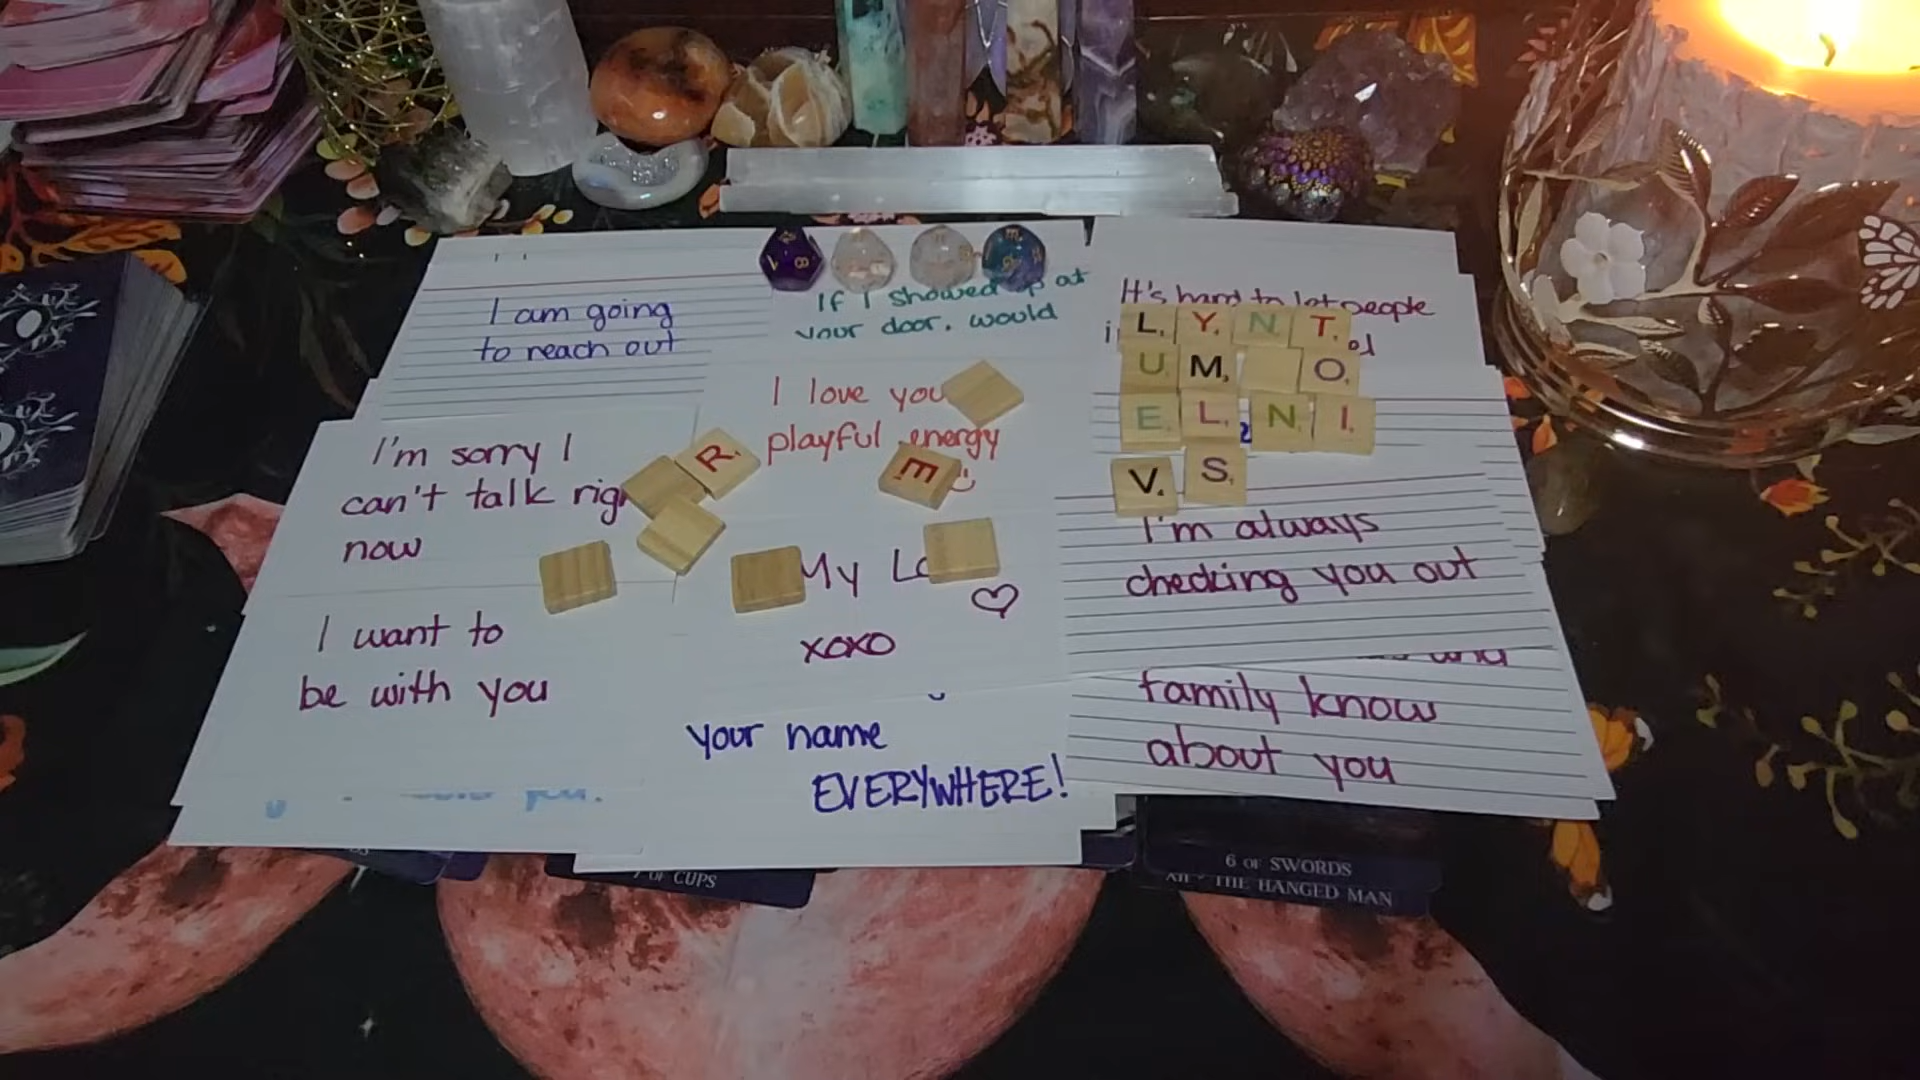 I am going
to reach out
If I showed up at
your door, would
It's hard to let people
I love you
playful energy
I'm sorry I
can't talk
now
L Y N T
U M O
E L N I
V S
R
E
My
xoxo
I want to
be with you
I'm always
checking you out
family know
about you
your name
EVERYWHERE!
OF CUPS
6 OF SWORDS
XII THE HANGED MAN